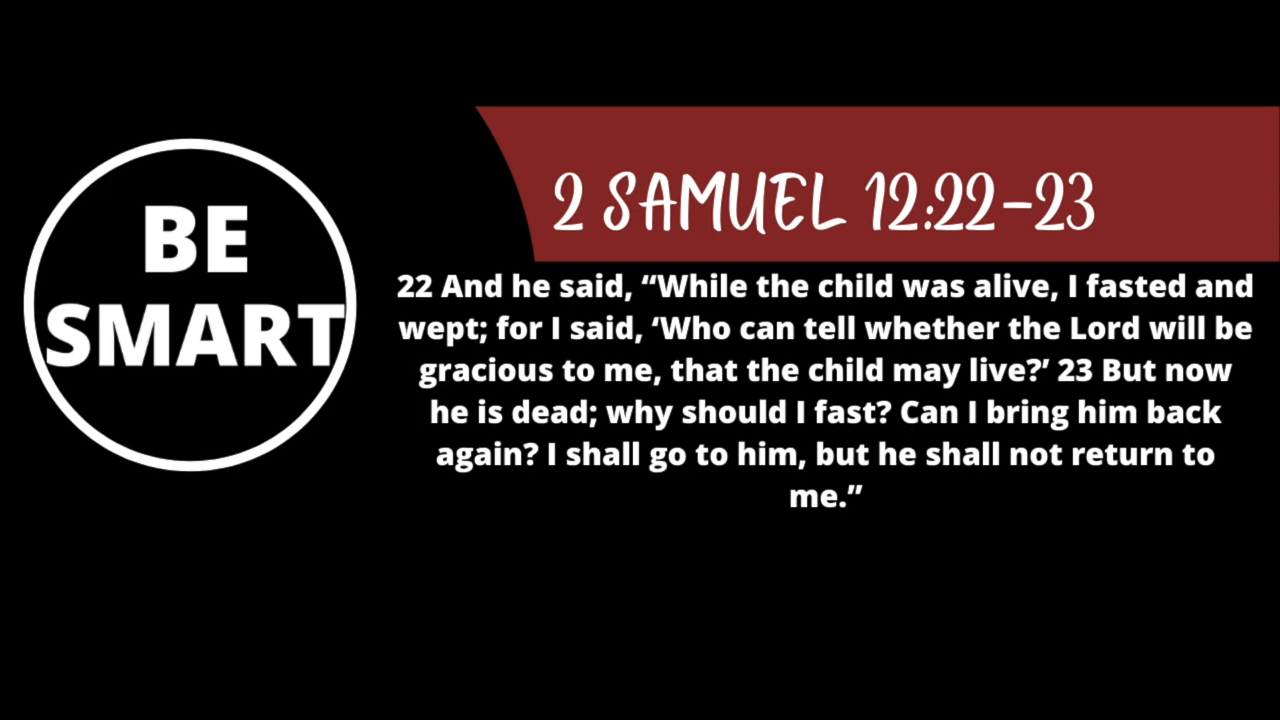 BE
SMART
2 SAMUEL 12:22-23
22 And he said, “While the child was alive, I fasted and
wept; for I said, ‘Who can tell whether the Lord will be
gracious to me, that the child may live?’ 23 But now
he is dead; why should I fast? Can I bring him back
again? I shall go to him, but he shall not return to
me.”